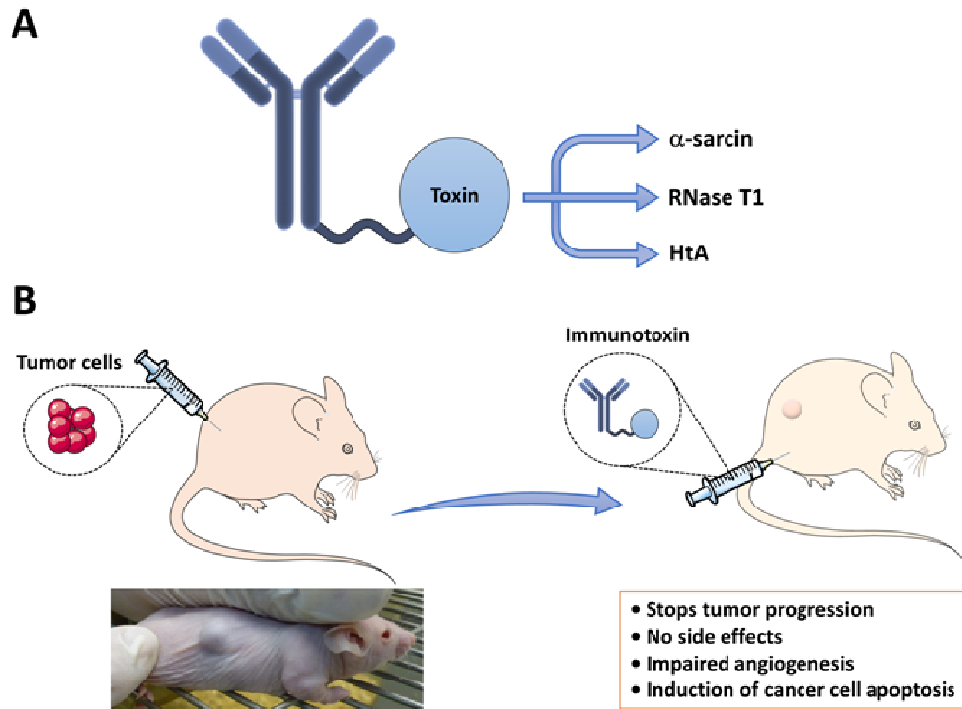 A
Toxin
α-sarcin
RNase T1
HtA
B
Tumor cells
Immunotoxin
• Stops tumor progression
• No side effects
• Impaired angiogenesis
• Induction of cancer cell apoptosis